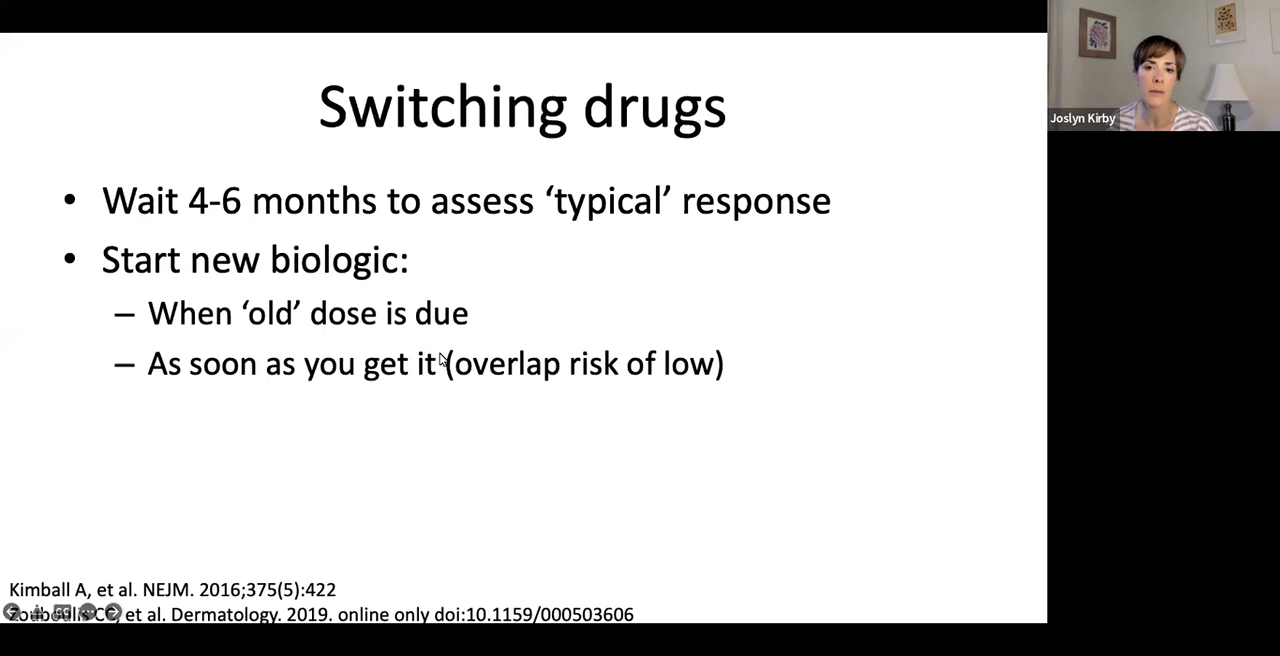 Switching drugs
• Wait 4-6 months to assess ‘typical’ response
• Start new biologic:
– When ‘old’ dose is due
– As soon as you get it (overlap risk of low)
Kimball A, et al. NEJM. 2016;375(5):422
Zouboulis CC, et al. Dermatology. 2019. online only doi:10.1159/000503606
Joslyn Kirby